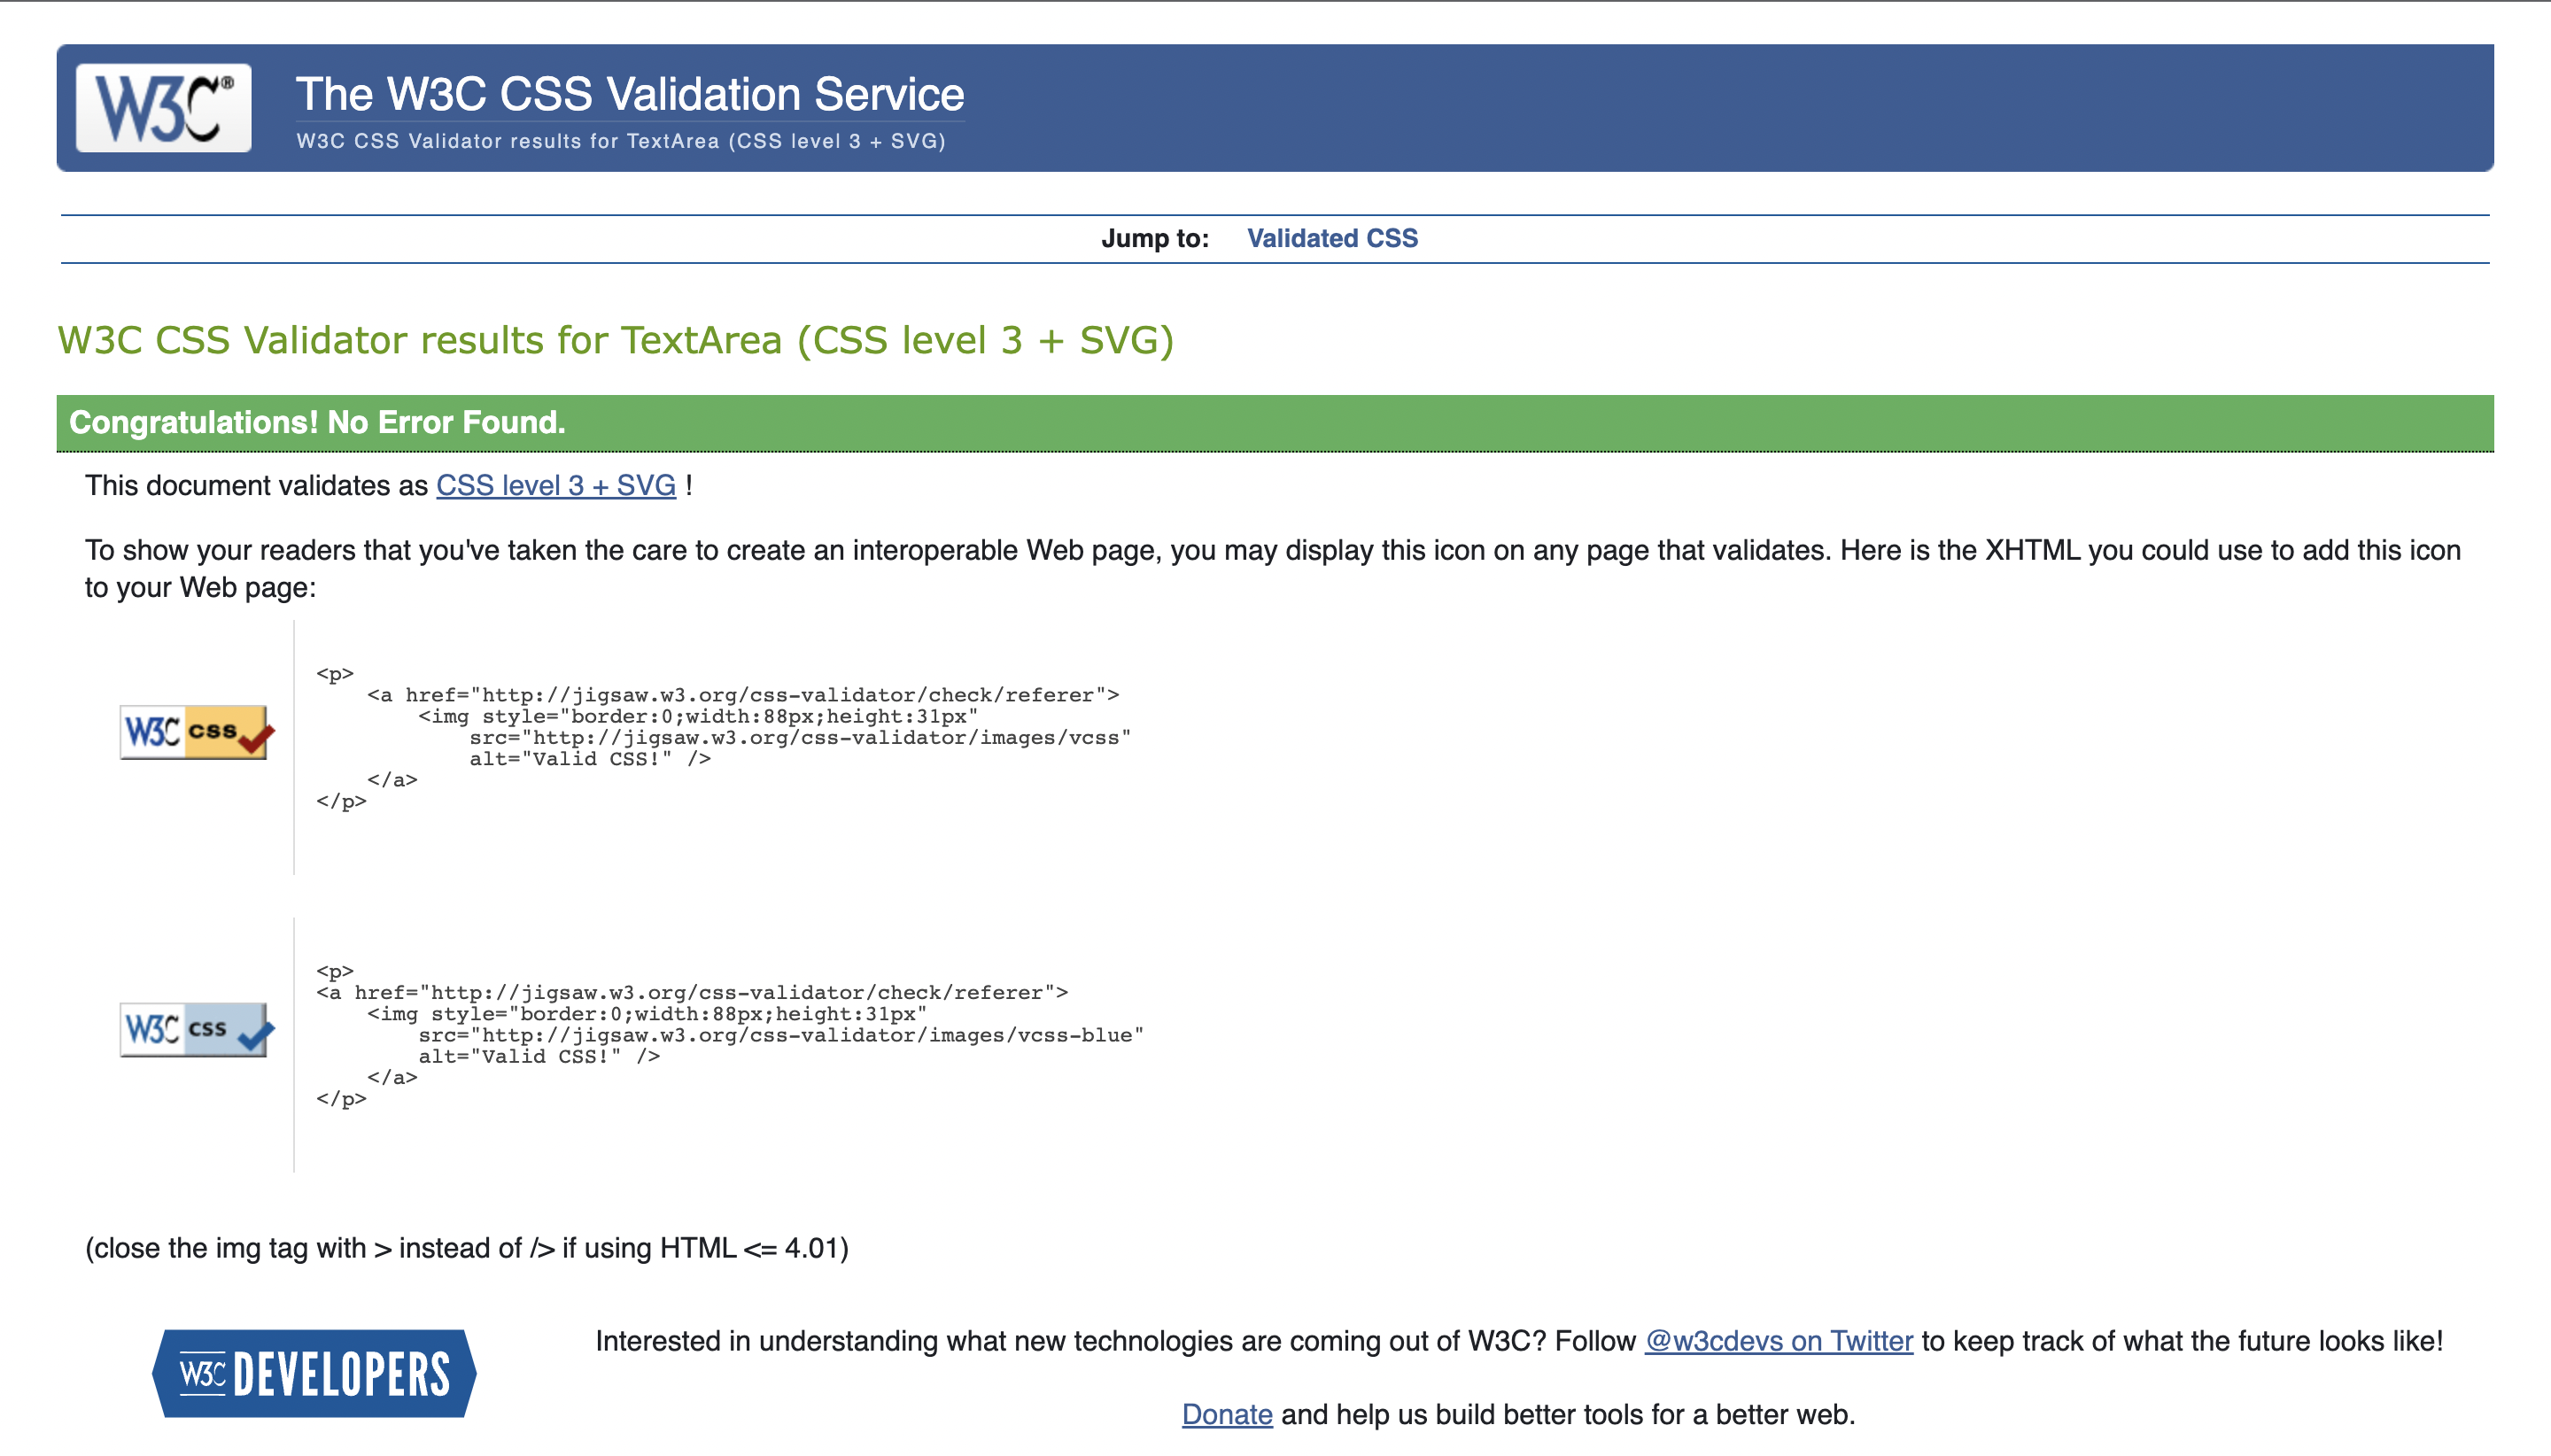 W3C®
The W3C CSS Validation Service
W3C CSS Validator results for TextArea (CSS level 3 + SVG)
Jump to: Validated CSS
W3C CSS Validator results for TextArea (CSS level 3 + SVG)
Congratulations! No Error Found.
This document validates as CSS level 3 + SVG !
To show your readers that you've taken the care to create an interoperable Web page, you may display this icon on any page that validates. Here is the XHTML you could use to add this icon
to your Web page:
W3C css
<p>
    <a href="http://jigsaw.w3.org/css-validator/check/referer">
        <img style="border:0;width:88px;height:31px"
            src="http://jigsaw.w3.org/css-validator/images/vcss"
            alt="Valid CSS!" />
    </a>
</p>
W3C css
<p>
<a href="http://jigsaw.w3.org/css-validator/check/referer">
    <img style="border:0;width:88px;height:31px"
        src="http://jigsaw.w3.org/css-validator/images/vcss-blue"
        alt="Valid CSS!" />
    </a>
</p>
(close the img tag with > instead of /> if using HTML <= 4.01)
W3C DEVELOPERS
Interested in understanding what new technologies are coming out of W3C? Follow @w3cdevs on Twitter to keep track of what the future looks like!
Donate and help us build better tools for a better web.